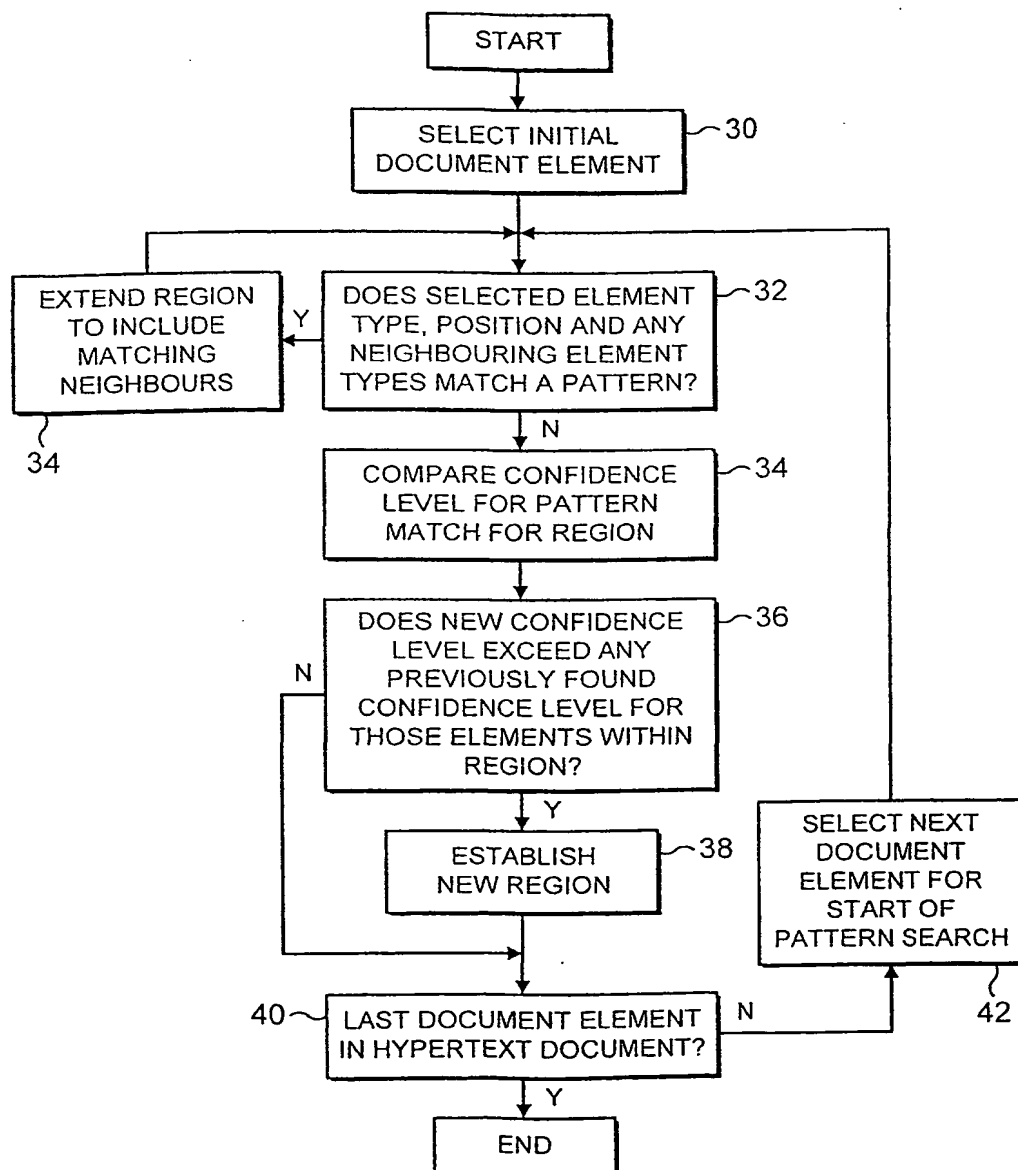 START
SELECT INITIAL
DOCUMENT ELEMENT
30
EXTEND REGION
TO INCLUDE
MATCHING
NEIGHBOURS
34
Y
DOES SELECTED ELEMENT
TYPE, POSITION AND ANY
NEIGHBOURING ELEMENT
TYPES MATCH A PATTERN?
32
N
COMPARE CONFIDENCE
LEVEL FOR PATTERN
MATCH FOR REGION
34
DOES NEW CONFIDENCE
LEVEL EXCEED ANY
PREVIOUSLY FOUND
CONFIDENCE LEVEL FOR
THOSE ELEMENTS WITHIN
REGION?
36
N
Y
ESTABLISH
NEW REGION
38
SELECT NEXT
DOCUMENT
ELEMENT FOR
START OF
PATTERN SEARCH
42
40
LAST DOCUMENT ELEMENT
IN HYPERTEXT DOCUMENT?
N
Y
END